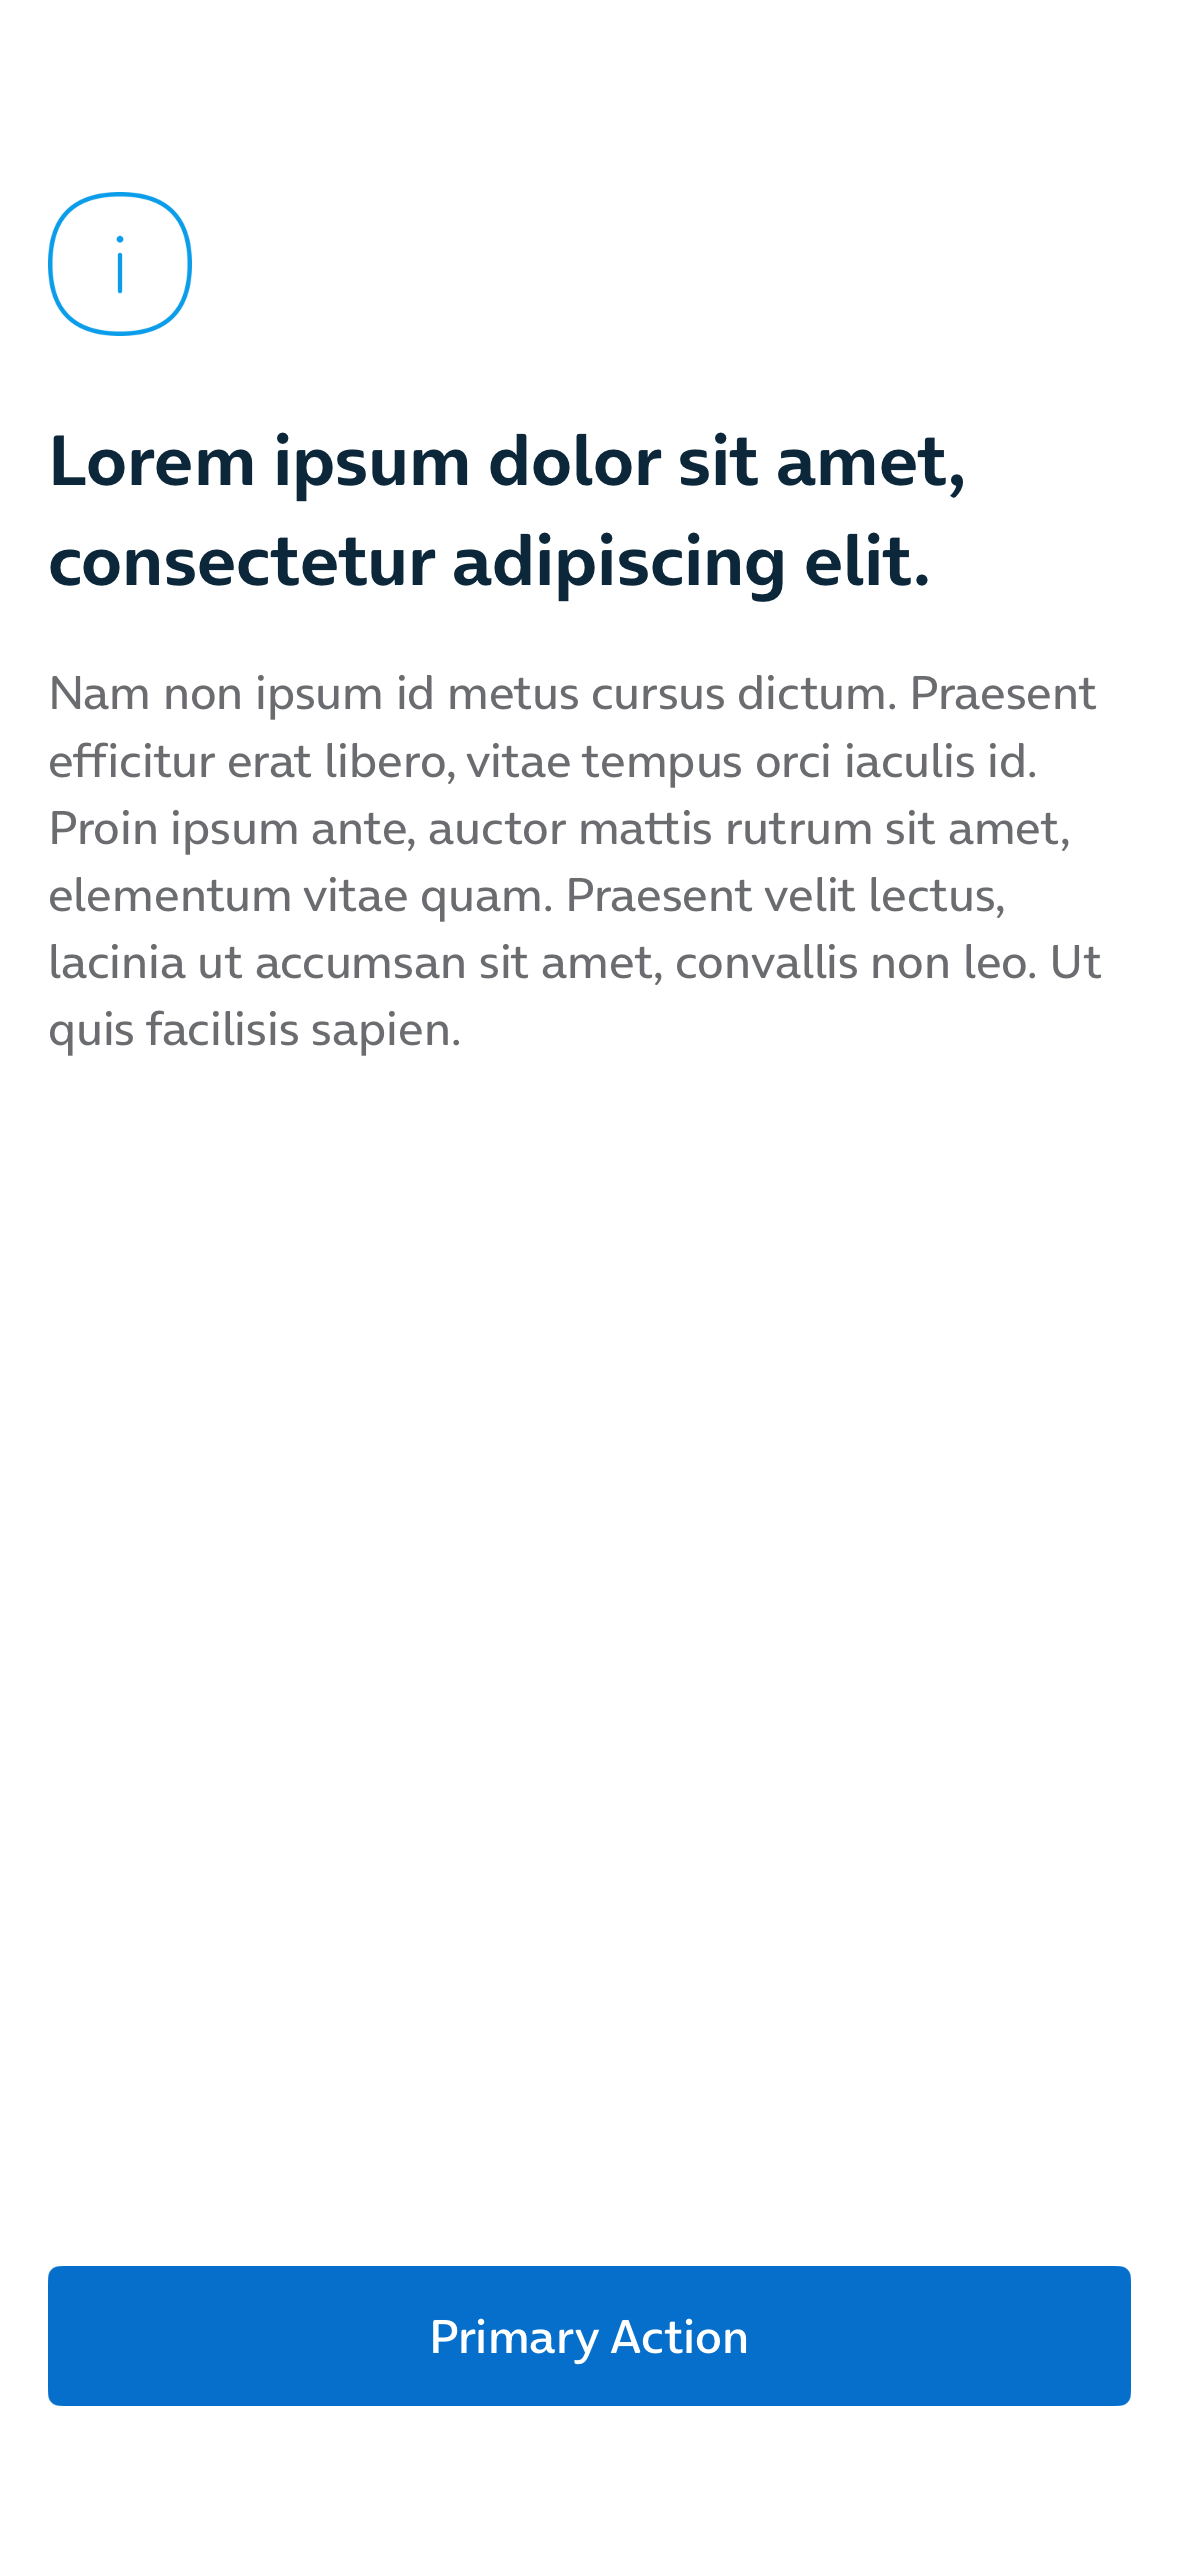 i
Lorem ipsum dolor sit amet,
consectetur adipiscing elit.
Nam non ipsum id metus cursus dictum. Praesent
efficitur erat libero, vitae tempus orci iaculis id.
Proin ipsum ante, auctor mattis rutrum sit amet,
elementum vitae quam. Praesent velit lectus,
lacinia ut accumsan sit amet, convallis non leo. Ut
quis facilisis sapien.
Primary Action